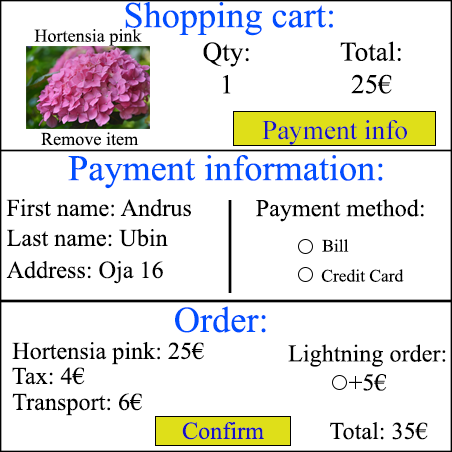 Shopping cart:
Hortensia pink
Remove item
Qty:
1
Total:
25€
Payment info
Payment information:
First name: Andrus
Last name: Ubin
Address: Oja 16
Payment method:
Bill
Credit Card
Order:
Hortensia pink: 25€
Tax: 4€
Transport: 6€
Lightning order:
+5€
Confirm
Total: 35€